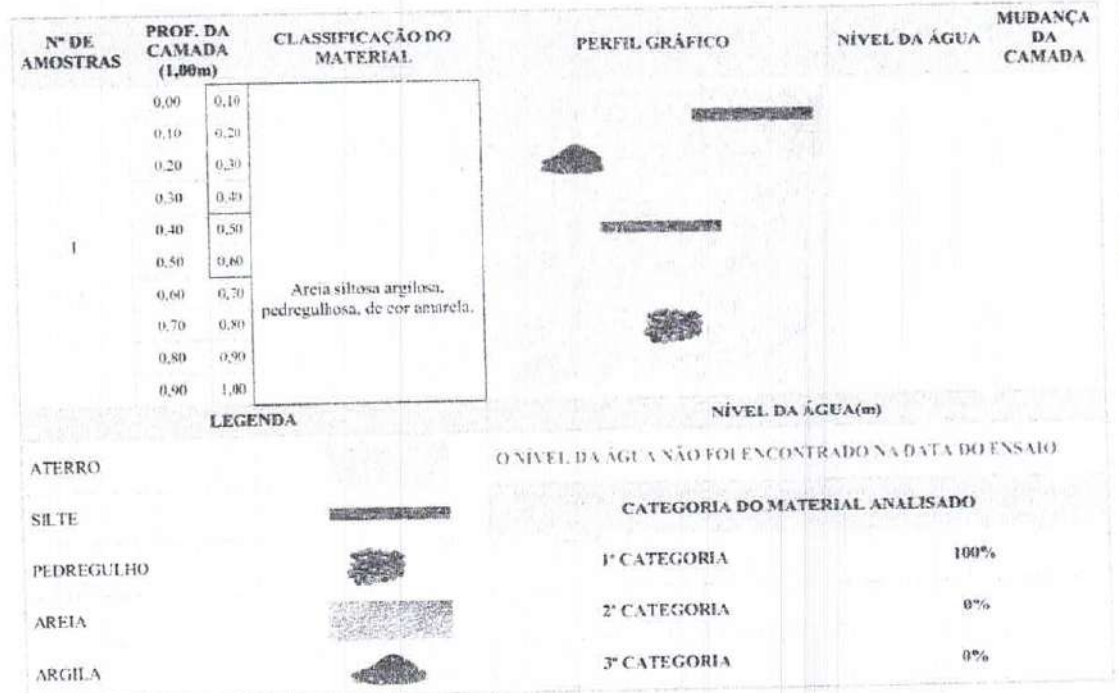 Nº DE AMOSTRAS PROF. DA CAMADA (1,00m) CLASSIFICAÇÃO DO MATERIAL PERFIL GRÁFICO NÍVEL DA ÁGUA MUDANÇA DA CAMADA
0,00 0,10
0,10 0,20
0,20 0,30
0,30 0,40
0,40 0,50
1
0,50 0,60
0,60 0,70 Areia siltosa argilosa,
0,70 0,80 pedregulhosa, de cor amarela.
0,80 0,90
0,90 1,00
LEGENDA NÍVEL DA ÁGUA(m)
ATERRO O NÍVEL DA ÁGUA NÃO FOI ENCONTRADO NA DATA DO ENSAIO
SILTE CATEGORIA DO MATERIAL ANALISADO
PEDREGULHO 1ª CATEGORIA 100%
AREIA 2ª CATEGORIA 0%
ARGILA 3ª CATEGORIA 0%